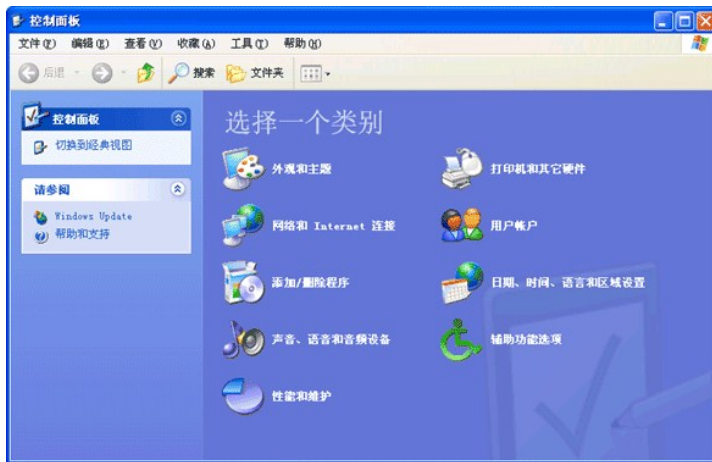 控制面板
文件(F) 编辑(E) 查看(V) 收藏(A) 工具(T) 帮助(H)
后退 搜索 文件夹
控制面板
切换到经典视图
请参阅
Windows Update
帮助和支持
选择一个类别
外观和主题 打印机和其它硬件
网络和 Internet 连接 用户帐户
添加/删除程序 日期、时间、语言和区域设置
声音、语音和音频设备 辅助功能选项
性能和维护